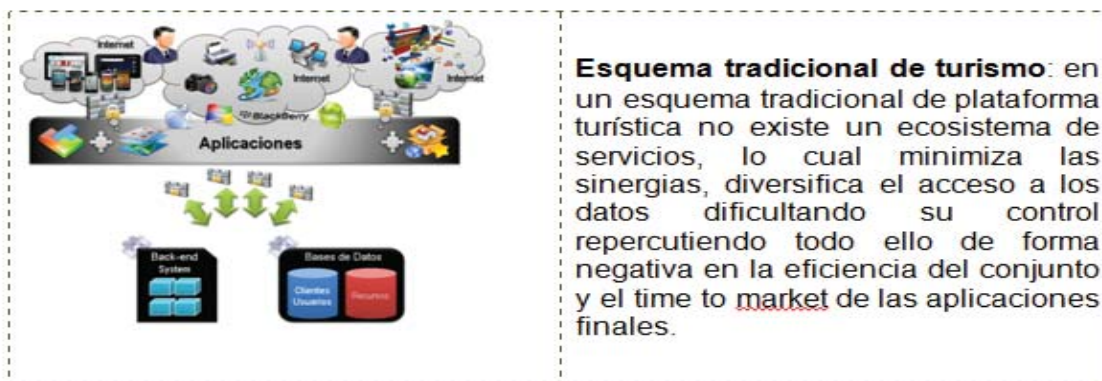 Internet
Internet
Internet
BlackBerry
Aplicaciones
Back-end
System
Bases de Datos
Clientes
Usuarios
Recursos
Esquema tradicional de turismo: en
un esquema tradicional de plataforma
turística no existe un ecosistema de
servicios, lo cual minimiza las
sinergias, diversifica el acceso a los
datos dificultando su control
repercutiendo todo ello de forma
negativa en la eficiencia del conjunto
y el time to market de las aplicaciones
finales.